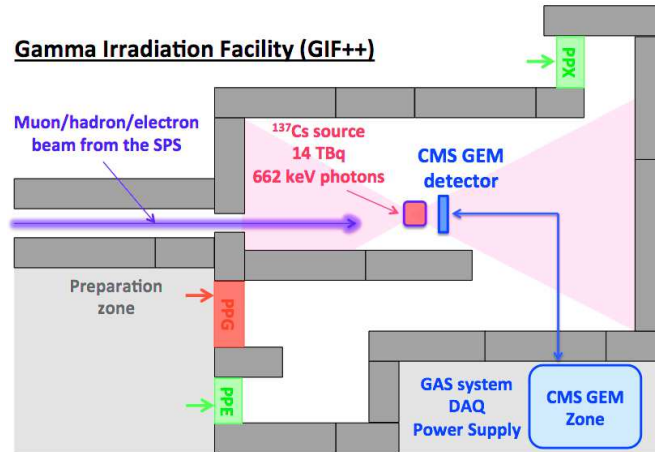 Gamma Irradiation Facility (GIF++)
PPX
Muon/hadron/electron
beam from the SPS
¹³⁷Cs source
14 TBq
662 keV photons
CMS GEM
detector
Preparation
zone
PPG
PPE
GAS system
DAQ
Power Supply
CMS GEM
Zone